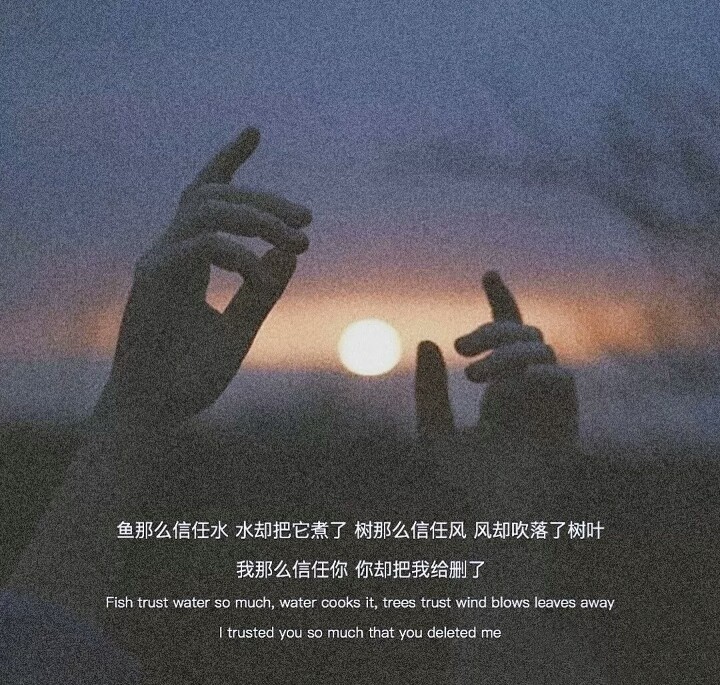 鱼那么信任水 水却把它煮了 树那么信任风 风却吹落了树叶
我那么信任你 你却把我给删了
Fish trust water so much, water cooks it, trees trust wind blows leaves away
I trusted you so much that you deleted me